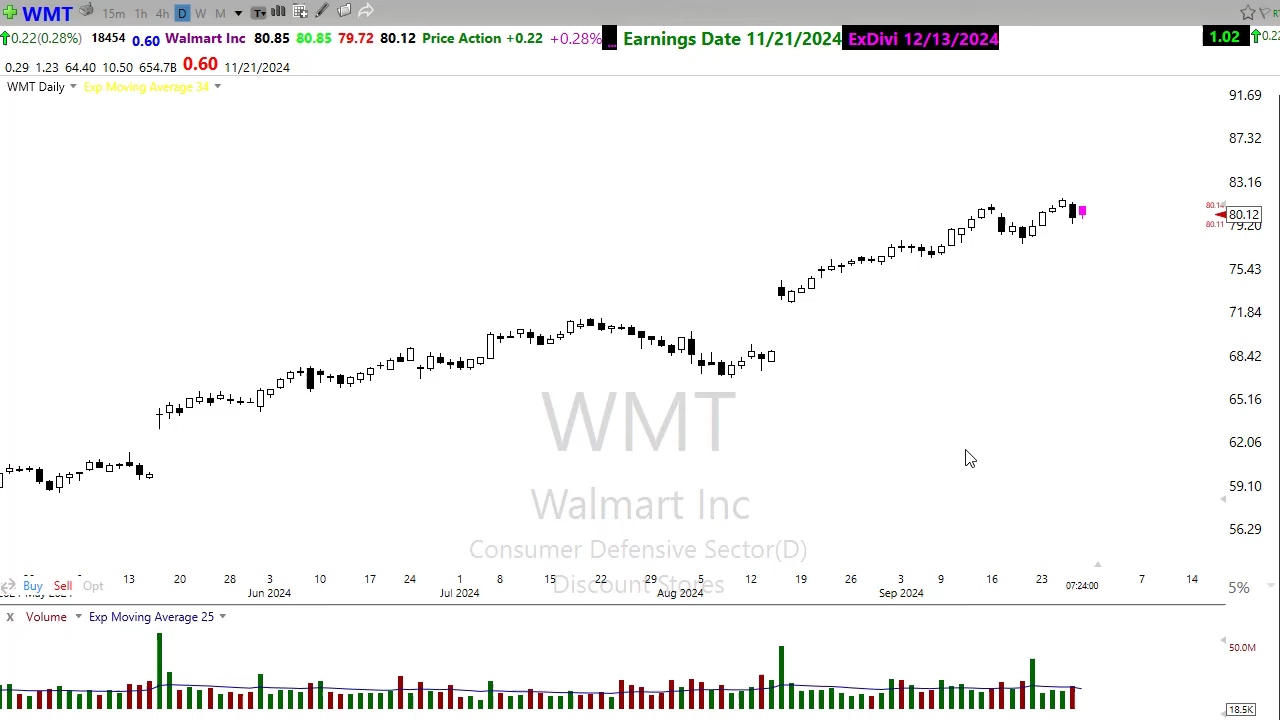 WMT 15m 1h 4h D W M T
0.22(0.28%) 18454 0.60 Walmart Inc 80.85 80.85 79.72 80.12 Price Action +0.22 +0.28% ... Earnings Date 11/21/2024 ExDivi 12/13/2024 1.02
0.29 1.23 64.40 10.50 654.7B 0.60 11/21/2024
WMT Daily Exp Moving Average 34
91.69
87.32
83.16
80.14
80.12
80.11
79.20
75.43
71.84
68.42
65.16
62.06
59.10
56.29
WMT
Walmart Inc
Consumer Defensive Sector(D)
Discount Stores
13 20 28 3 10 17 24 1 8 15 22 29 5 12 19 26 3 9 16 23 07:24:00 7 14
Buy Sell Opt 5%
Jun 2024 Jul 2024 Aug 2024 Sep 2024
X Volume Exp Moving Average 25
50.0M
18.5K